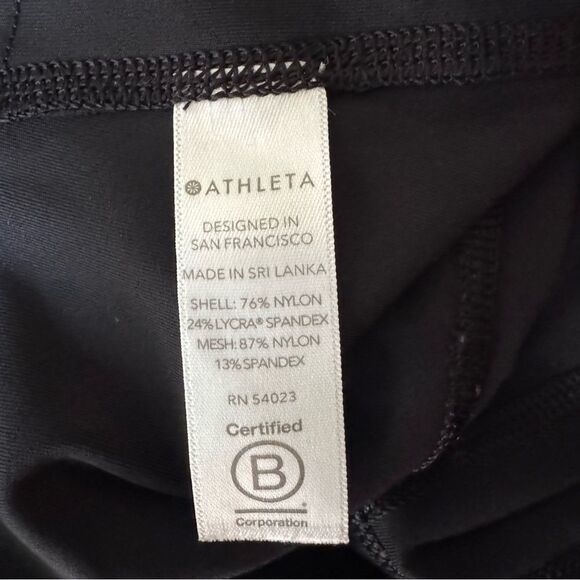 ATHLETA
DESIGNED IN
SAN FRANCISCO
MADE IN SRI LANKA
SHELL: 76% NYLON
24% LYCRA® SPANDEX
MESH: 87% NYLON
13% SPANDEX
RN 54023
Certified
B
Corporation